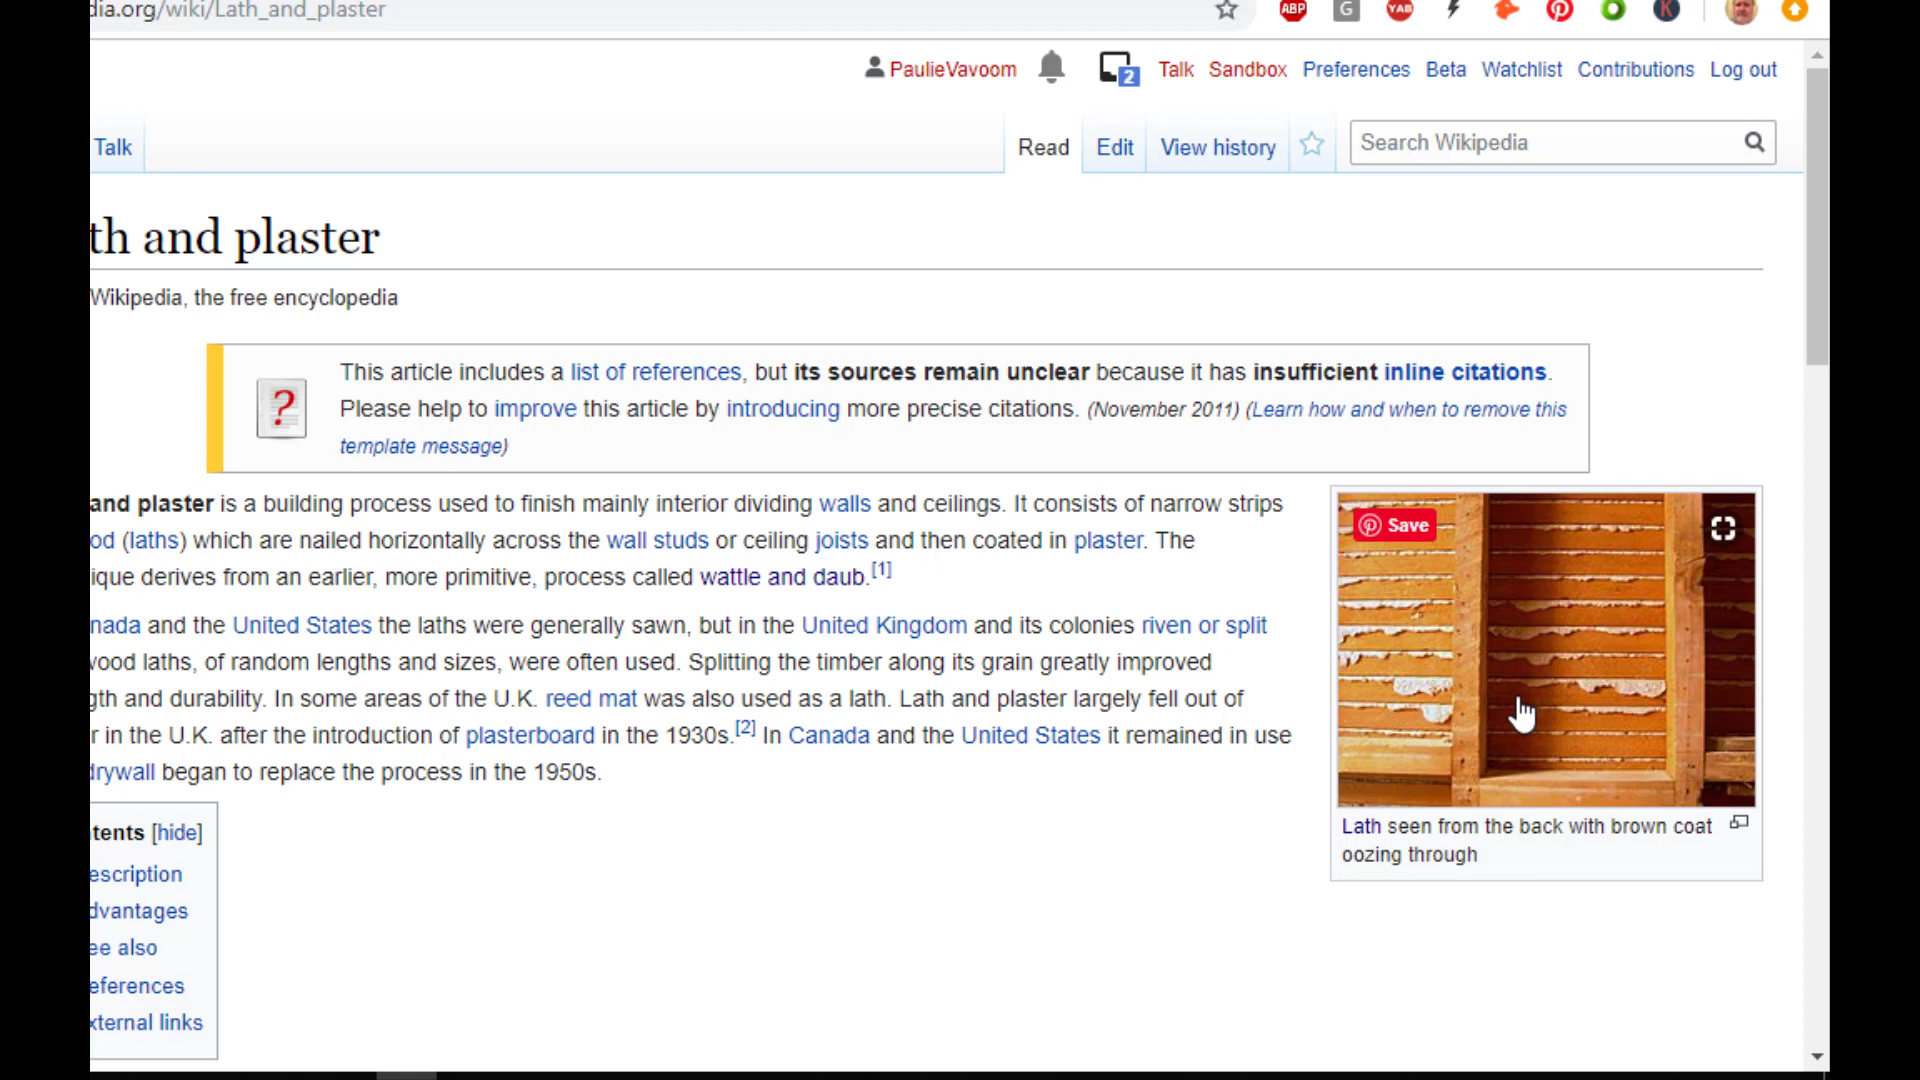 dia.org/wiki/Lath_and_plaster
ABP G YAB K
PaulieVavoom 2 Talk Sandbox Preferences Beta Watchlist Contributions Log out
Talk Read Edit View history Search Wikipedia
th and plaster
Wikipedia, the free encyclopedia
This article includes a list of references, but its sources remain unclear because it has insufficient inline citations.
Please help to improve this article by introducing more precise citations. (November 2011) (Learn how and when to remove this
template message)
and plaster is a building process used to finish mainly interior dividing walls and ceilings. It consists of narrow strips
od (laths) which are nailed horizontally across the wall studs or ceiling joists and then coated in plaster. The
ique derives from an earlier, more primitive, process called wattle and daub.[1]
nada and the United States the laths were generally sawn, but in the United Kingdom and its colonies riven or split
wood laths, of random lengths and sizes, were often used. Splitting the timber along its grain greatly improved
gth and durability. In some areas of the U.K. reed mat was also used as a lath. Lath and plaster largely fell out of
r in the U.K. after the introduction of plasterboard in the 1930s.[2] In Canada and the United States it remained in use
drywall began to replace the process in the 1950s.
Save
Lath seen from the back with brown coat
oozing through
tents [hide]
escription
dvantages
ee also
eferences
xternal links